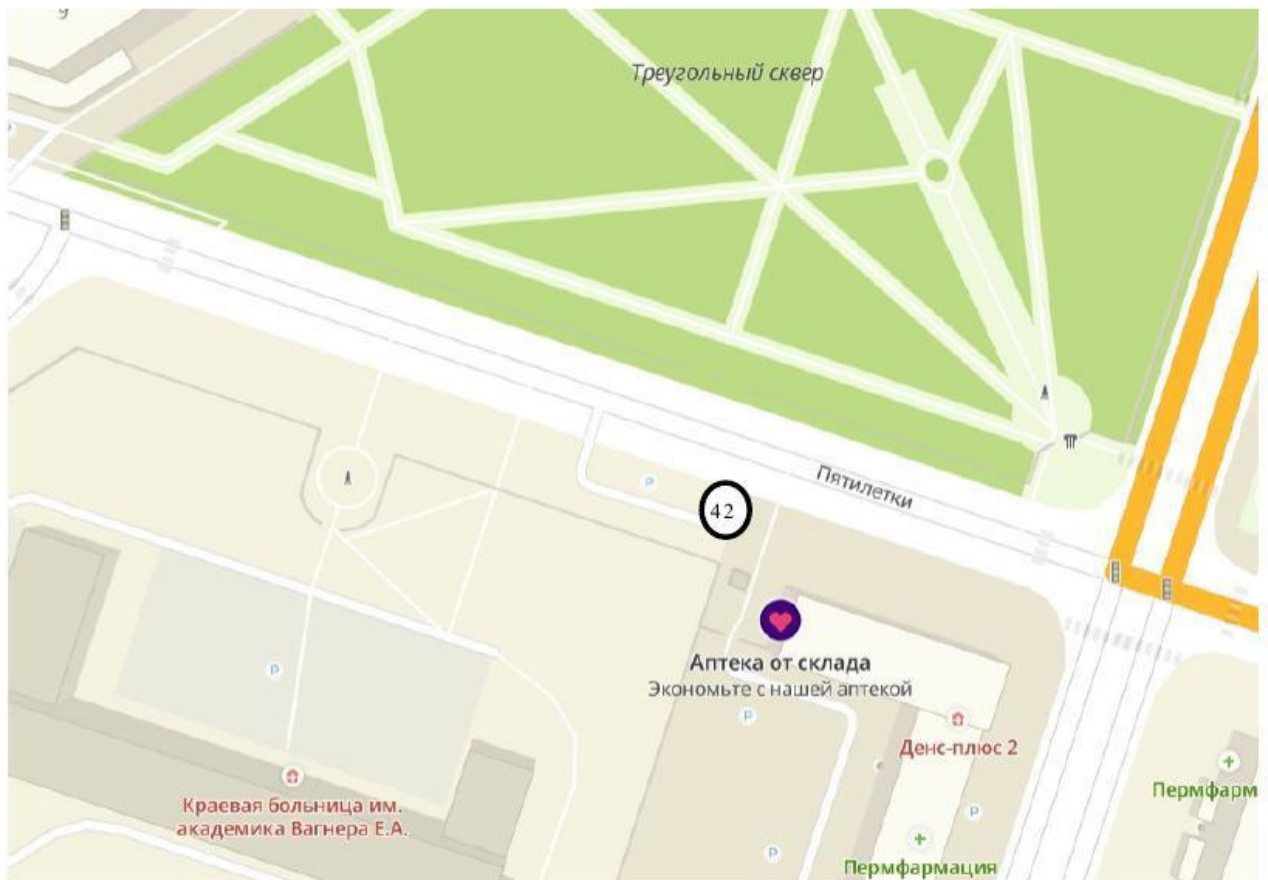 9
Треугольный сквер
Пятилетки
P
42
P
Аптека от склада
Экономьте с нашей аптекой
P
P
Денс-плюс 2
Краевая больница им.
академика Вагнера Е.А.
Пермфарм
P
P
Пермфармация